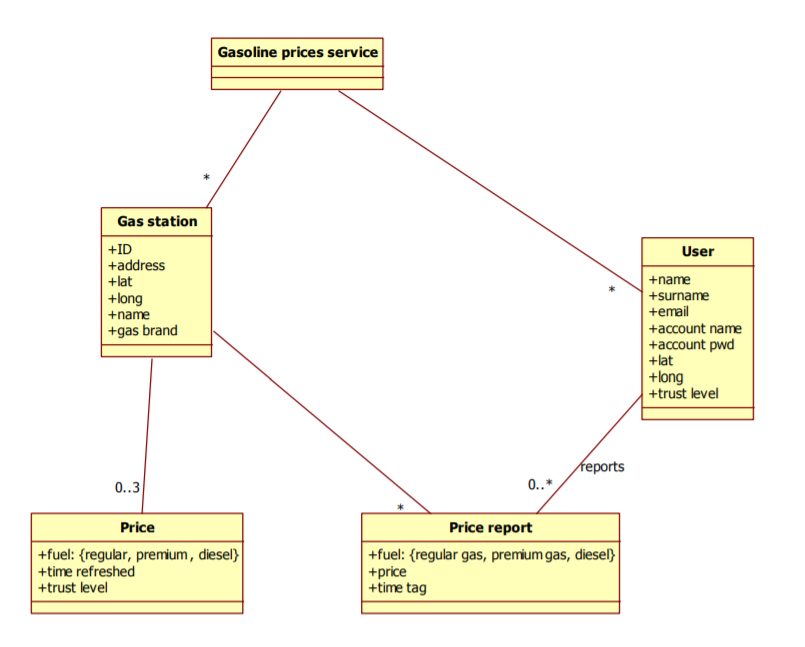 Gasoline prices service
*
Gas station
+ID
+address
+lat
+long
+name
+gas brand
User
+name
+surname
+email
+account name
+account pwd
+lat
+long
+trust level
*
reports
0..3
0..*
*
Price
+fuel: {regular, premium , diesel}
+time refreshed
+trust level
Price report
+fuel: {regular gas, premium gas, diesel}
+price
+time tag